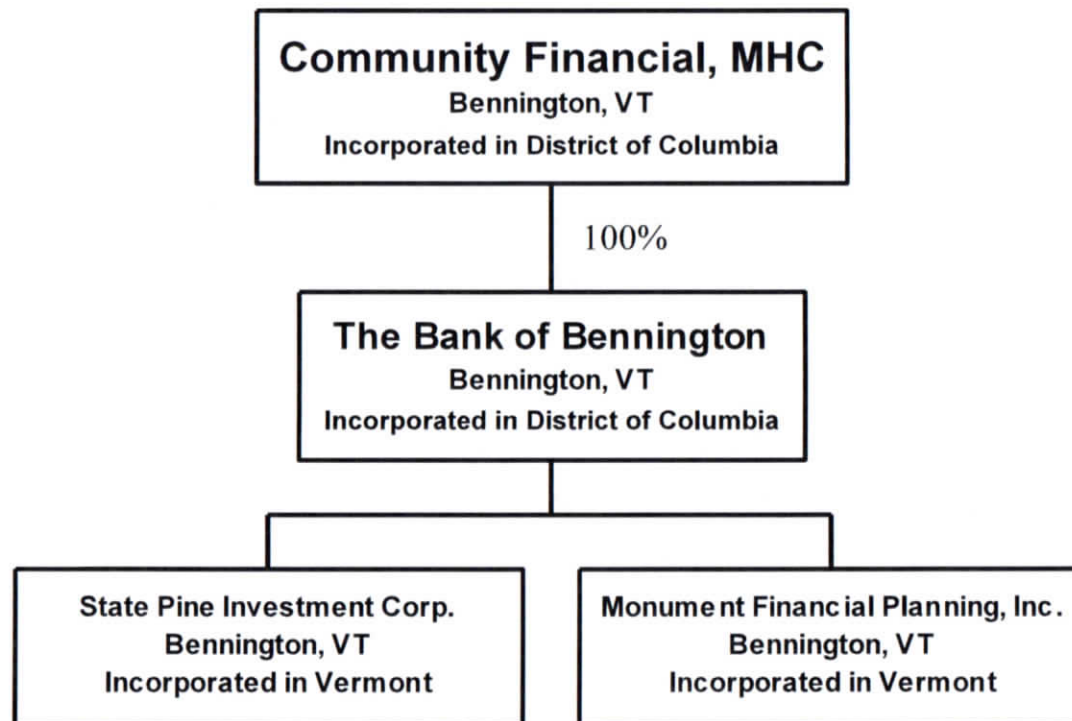 Community Financial, MHC
Bennington, VT
Incorporated in District of Columbia
100%
The Bank of Bennington
Bennington, VT
Incorporated in District of Columbia
State Pine Investment Corp.
Bennington, VT
Incorporated in Vermont
Monument Financial Planning, Inc.
Bennington, VT
Incorporated in Vermont